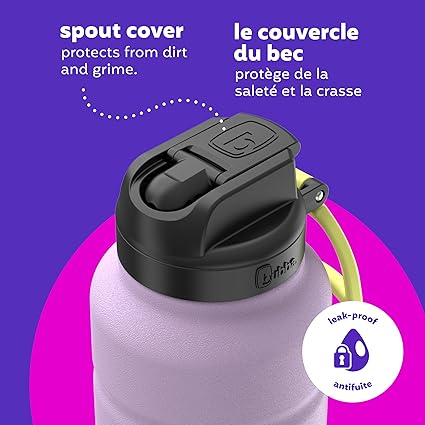 spout cover
protects from dirt
and grime.
le couvercle
du bec
protège de la
saleté et la crasse
b
bubba
leak-proof
antifuite